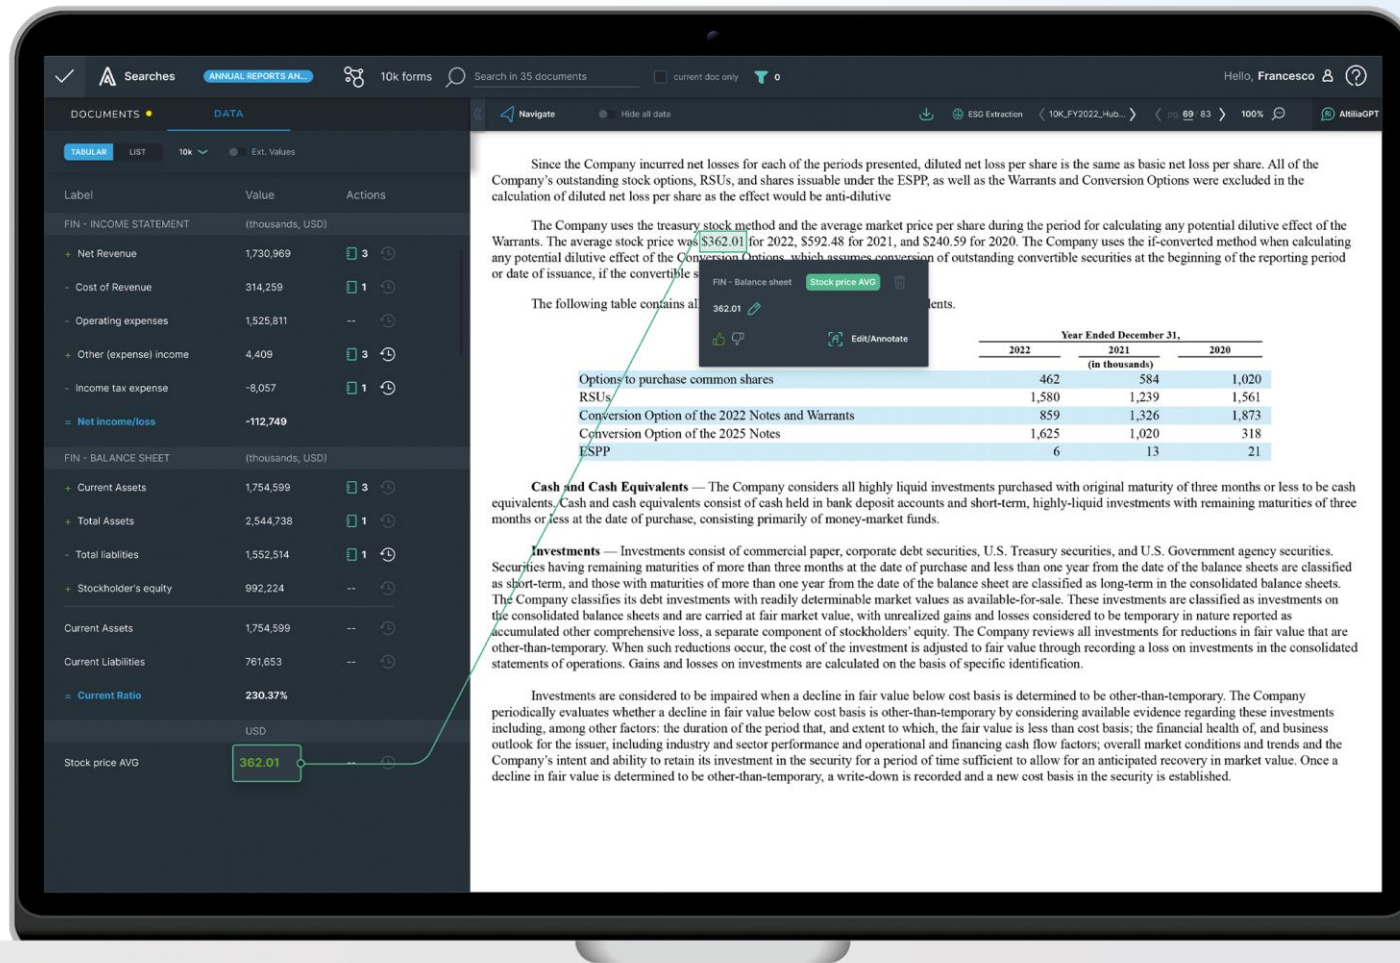 Searches ANNUAL REPORTS AN... 10k forms Search in 35 documents current doc only 0 Hello, Francesco
DOCUMENTS DATA
Navigate Hide all data ESG Extraction 10K_FY2022_Hub... pg 69 83 100% AltiliaGPT
TABULAR LIST 10k Ext. Values
Label Value Actions
FIN - INCOME STATEMENT (thousands, USD)
+ Net Revenue 1,730,969 3
- Cost of Revenue 314,259 1
- Operating expenses 1,525,811 --
+ Other (expense) income 4,409 3
- Income tax expense -8,057 1
= Net income/loss -112,749
FIN - BALANCE SHEET (thousands, USD)
+ Current Assets 1,754,599 3
+ Total Assets 2,544,738 1
- Total liablities 1,552,514 1
+ Stockholder's equity 992,224 --
Current Assets 1,754,599 --
Current Liabilities 761,653 --
= Current Ratio 230.37%
USD
Stock price AVG 362.01 --
Since the Company incurred net losses for each of the periods presented, diluted net loss per share is the same as basic net loss per share. All of the
Company's outstanding stock options, RSUs, and shares issuable under the ESPP, as well as the Warrants and Conversion Options were excluded in the
calculation of diluted net loss per share as the effect would be anti-dilutive
The Company uses the treasury stock method and the average market price per share during the period for calculating any potential dilutive effect of the
Warrants. The average stock price was $362.01 for 2022, $592.48 for 2021, and $240.59 for 2020. The Company uses the if-converted method when calculating
any potential dilutive effect of the Conversion Options, which assumes conversion of outstanding convertible securities at the beginning of the reporting period
or date of issuance, if the convertible s
The following table contains al
FIN - Balance sheet Stock price AVG
362.01
Edit/Annotate
Year Ended December 31,
2022 2021 2020
(in thousands)
Options to purchase common shares 462 584 1,020
RSUs 1,580 1,239 1,561
Conversion Option of the 2022 Notes and Warrants 859 1,326 1,873
Conversion Option of the 2025 Notes 1,625 1,020 318
ESPP 6 13 21
Cash and Cash Equivalents — The Company considers all highly liquid investments purchased with original maturity of three months or less to be cash
equivalents. Cash and cash equivalents consist of cash held in bank deposit accounts and short-term, highly-liquid investments with remaining maturities of three
months or less at the date of purchase, consisting primarily of money-market funds.
Investments — Investments consist of commercial paper, corporate debt securities, U.S. Treasury securities, and U.S. Government agency securities.
Securities having remaining maturities of more than three months at the date of purchase and less than one year from the date of the balance sheets are classified
as short-term, and those with maturities of more than one year from the date of the balance sheet are classified as long-term in the consolidated balance sheets.
The Company classifies its debt investments with readily determinable market values as available-for-sale. These investments are classified as investments on
the consolidated balance sheets and are carried at fair market value, with unrealized gains and losses considered to be temporary in nature reported as
accumulated other comprehensive loss, a separate component of stockholders' equity. The Company reviews all investments for reductions in fair value that are
other-than-temporary. When such reductions occur, the cost of the investment is adjusted to fair value through recording a loss on investments in the consolidated
statements of operations. Gains and losses on investments are calculated on the basis of specific identification.
Investments are considered to be impaired when a decline in fair value below cost basis is determined to be other-than-temporary. The Company
periodically evaluates whether a decline in fair value below cost basis is other-than-temporary by considering available evidence regarding these investments
including, among other factors: the duration of the period that, and extent to which, the fair value is less than cost basis; the financial health of, and business
outlook for the issuer, including industry and sector performance and operational and financing cash flow factors; overall market conditions and trends and the
Company's intent and ability to retain its investment in the security for a period of time sufficient to allow for an anticipated recovery in market value. Once a
decline in fair value is determined to be other-than-temporary, a write-down is recorded and a new cost basis in the security is established.